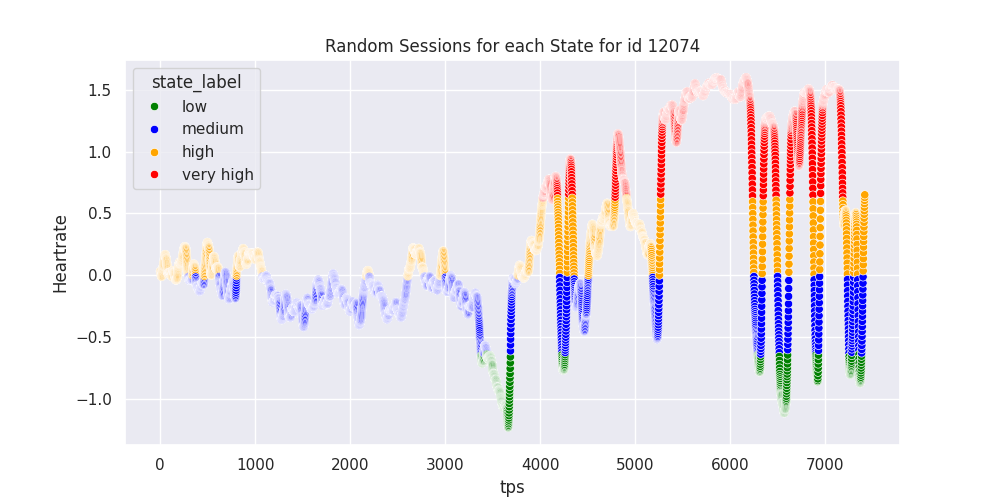 Random Sessions for each State for id 12074
state_label
low
medium
high
very high
Heartrate
1.5
1.0
0.5
0.0
−0.5
−1.0
0 1000 2000 3000 4000 5000 6000 7000
tps